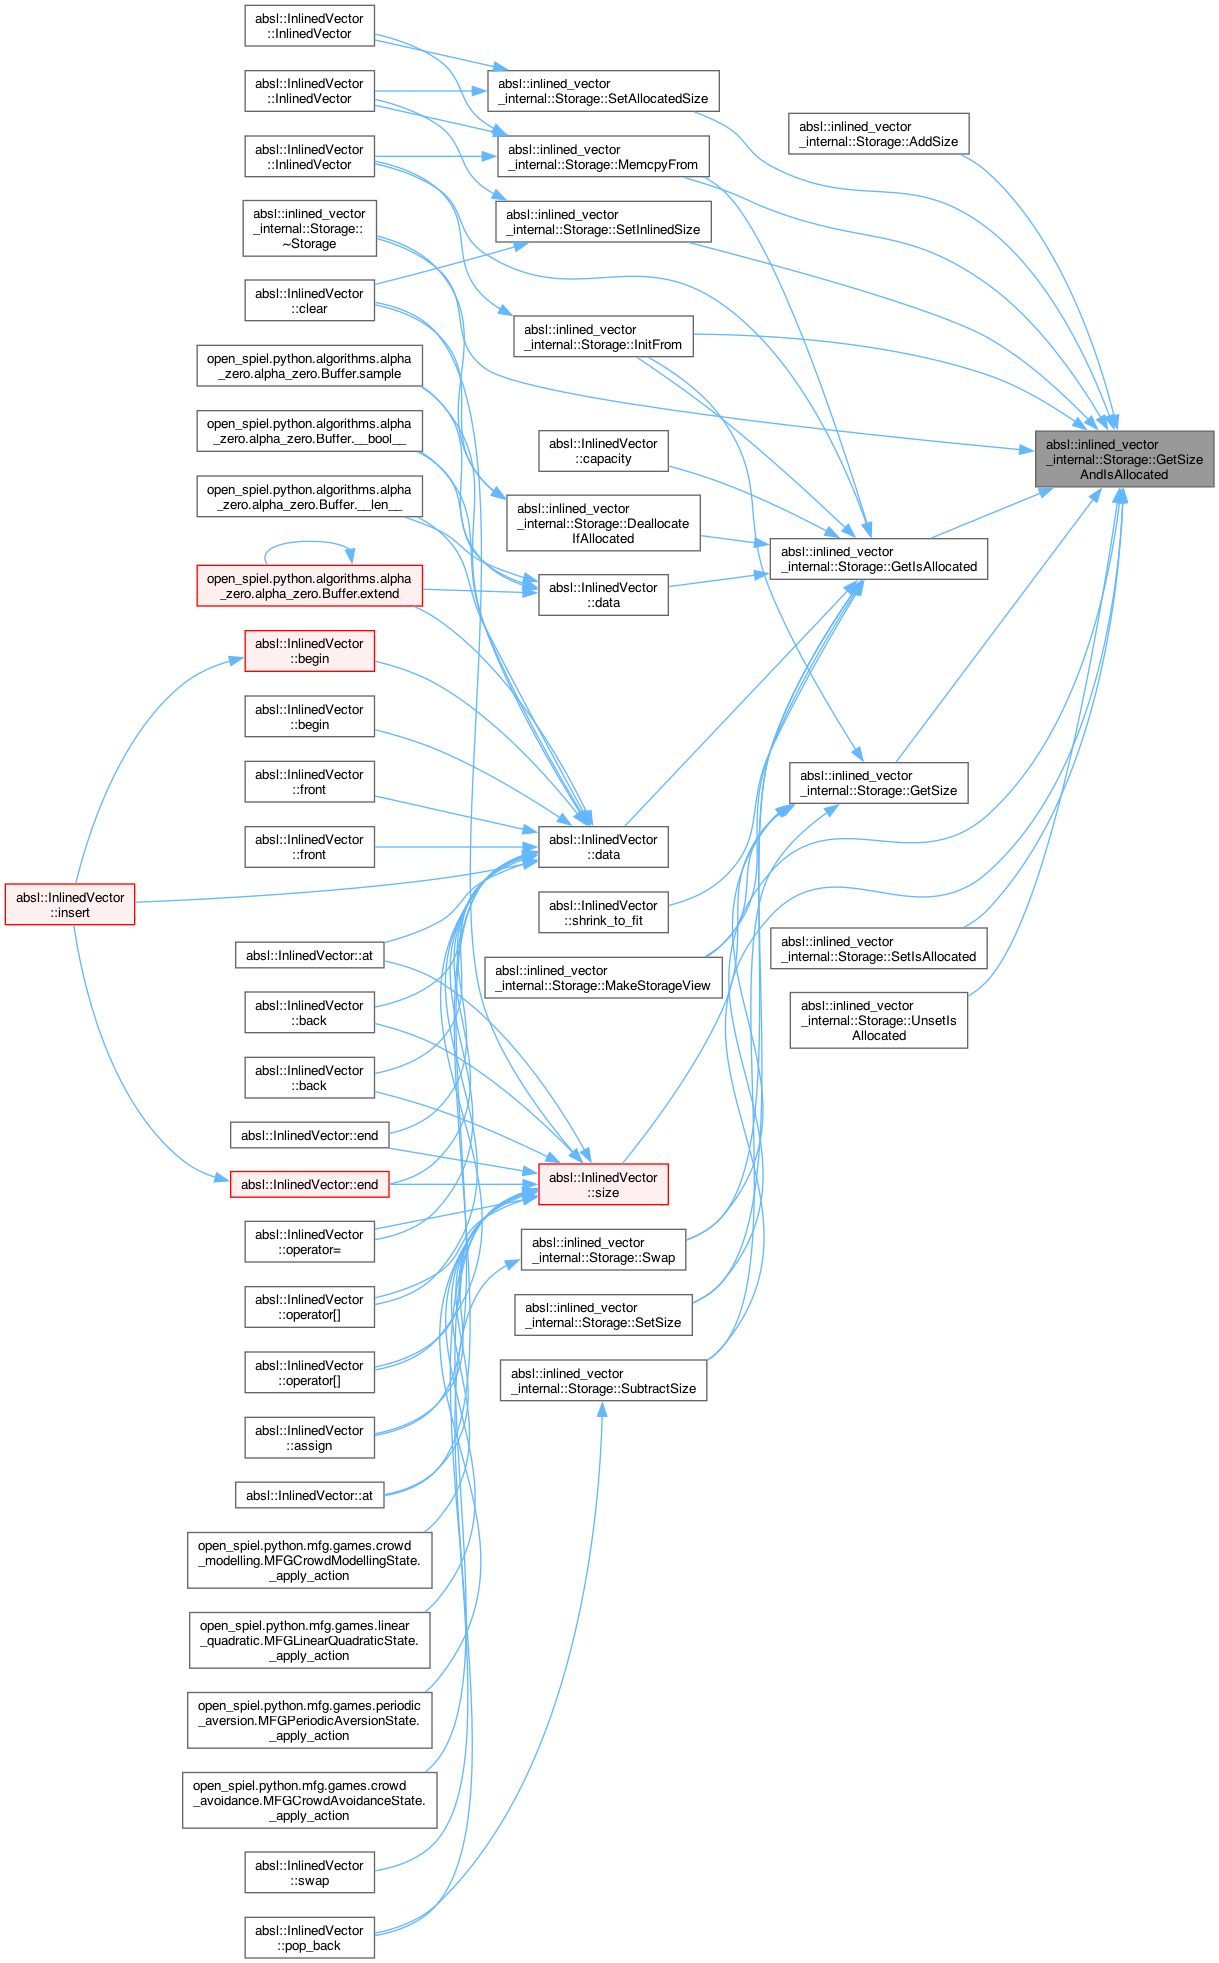 absl::InlinedVector
::InlinedVector
absl::InlinedVector
::InlinedVector
absl::InlinedVector
::InlinedVector
absl::inlined_vector
_internal::Storage::
~Storage
absl::InlinedVector
::clear
open_spiel.python.algorithms.alpha
_zero.alpha_zero.Buffer.sample
open_spiel.python.algorithms.alpha
_zero.alpha_zero.Buffer.__bool__
open_spiel.python.algorithms.alpha
_zero.alpha_zero.Buffer.__len__
open_spiel.python.algorithms.alpha
_zero.alpha_zero.Buffer.extend
absl::InlinedVector
::begin
absl::InlinedVector
::begin
absl::InlinedVector
::front
absl::InlinedVector
::front
absl::InlinedVector
::insert
absl::InlinedVector::at
absl::InlinedVector
::back
absl::InlinedVector
::back
absl::InlinedVector::end
absl::InlinedVector::end
absl::InlinedVector
::operator=
absl::InlinedVector
::operator[]
absl::InlinedVector
::operator[]
absl::InlinedVector
::assign
absl::InlinedVector::at
open_spiel.python.mfg.games.crowd
_modelling.MFGCrowdModellingState.
_apply_action
open_spiel.python.mfg.games.linear
_quadratic.MFGLinearQuadraticState.
_apply_action
open_spiel.python.mfg.games.periodic
_aversion.MFGPeriodicAversionState.
_apply_action
open_spiel.python.mfg.games.crowd
_avoidance.MFGCrowdAvoidanceState.
_apply_action
absl::InlinedVector
::swap
absl::InlinedVector
::pop_back
absl::inlined_vector
_internal::Storage::SetAllocatedSize
absl::inlined_vector
_internal::Storage::MemcpyFrom
absl::inlined_vector
_internal::Storage::SetInlinedSize
absl::inlined_vector
_internal::Storage::InitFrom
absl::InlinedVector
::capacity
absl::inlined_vector
_internal::Storage::Deallocate
IfAllocated
absl::InlinedVector
::data
absl::InlinedVector
::data
absl::InlinedVector
::shrink_to_fit
absl::inlined_vector
_internal::Storage::MakeStorageView
absl::InlinedVector
::size
absl::inlined_vector
_internal::Storage::Swap
absl::inlined_vector
_internal::Storage::SetSize
absl::inlined_vector
_internal::Storage::SubtractSize
absl::inlined_vector
_internal::Storage::AddSize
absl::inlined_vector
_internal::Storage::GetIsAllocated
absl::inlined_vector
_internal::Storage::GetSize
absl::inlined_vector
_internal::Storage::SetIsAllocated
absl::inlined_vector
_internal::Storage::UnsetIs
Allocated
absl::inlined_vector
_internal::Storage::GetSize
AndIsAllocated